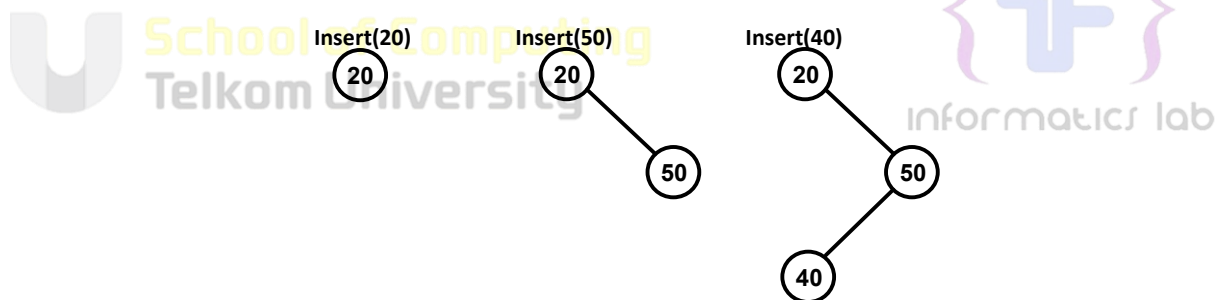 School of Computing
Telkom University
informatics lab
Insert(20) Insert(50) Insert(40)
20 20 20
50 50
40